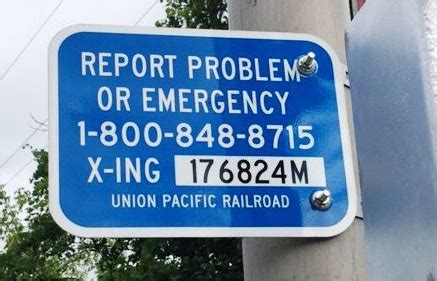 REPORT PROBLEM
OR EMERGENCY
1-800-848-8715
X-ING 176824M
UNION PACIFIC RAILROAD